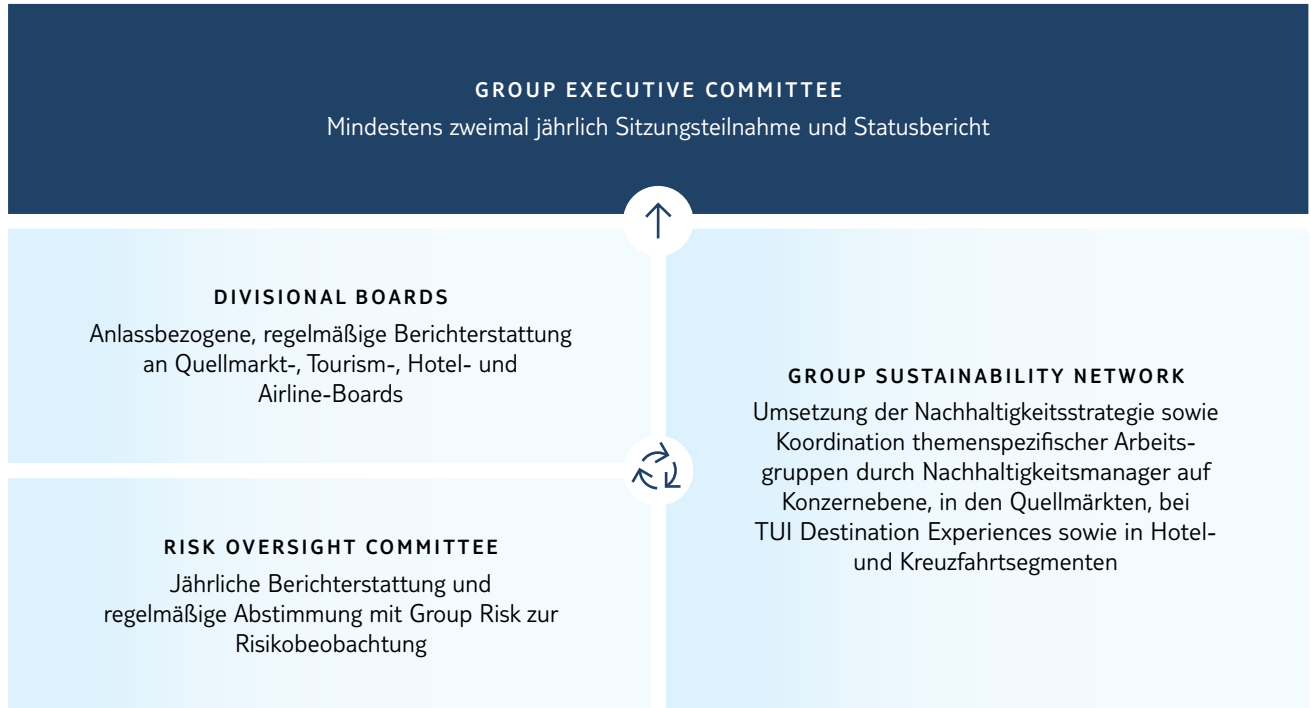 GROUP EXECUTIVE COMMITTEE
Mindestens zweimal jährlich Sitzungsteilnahme und Statusbericht
DIVISIONAL BOARDS
Anlassbezogene, regelmäßige Berichterstattung
an Quellmarkt-, Tourism-, Hotel- und
Airline-Boards
RISK OVERSIGHT COMMITTEE
Jährliche Berichterstattung und
regelmäßige Abstimmung mit Group Risk zur
Risikobeobachtung
GROUP SUSTAINABILITY NETWORK
Umsetzung der Nachhaltigkeitsstrategie sowie
Koordination themenspezifischer Arbeits-
gruppen durch Nachhaltigkeitsmanager auf
Konzernebene, in den Quellmärkten, bei
TUI Destination Experiences sowie in Hotel-
und Kreuzfahrtsegmenten